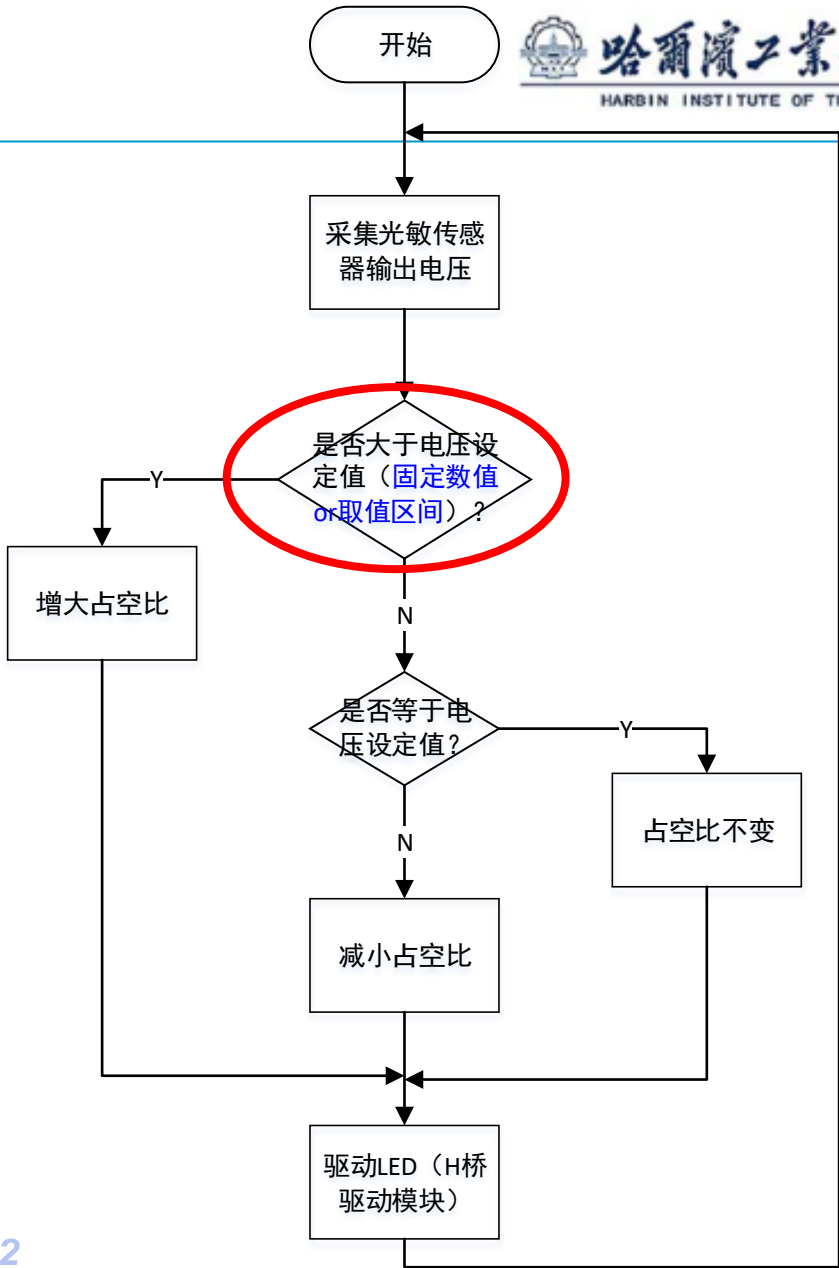 开始
哈爾濱工業
HARBIN INSTITUTE OF T
采集光敏传感
器输出电压
是否大于电压设
定值（固定数值
or取值区间）？
Y
增大占空比
N
是否等于电
压设定值？
Y
占空比不变
N
减小占空比
驱动LED（H桥
驱动模块）
2